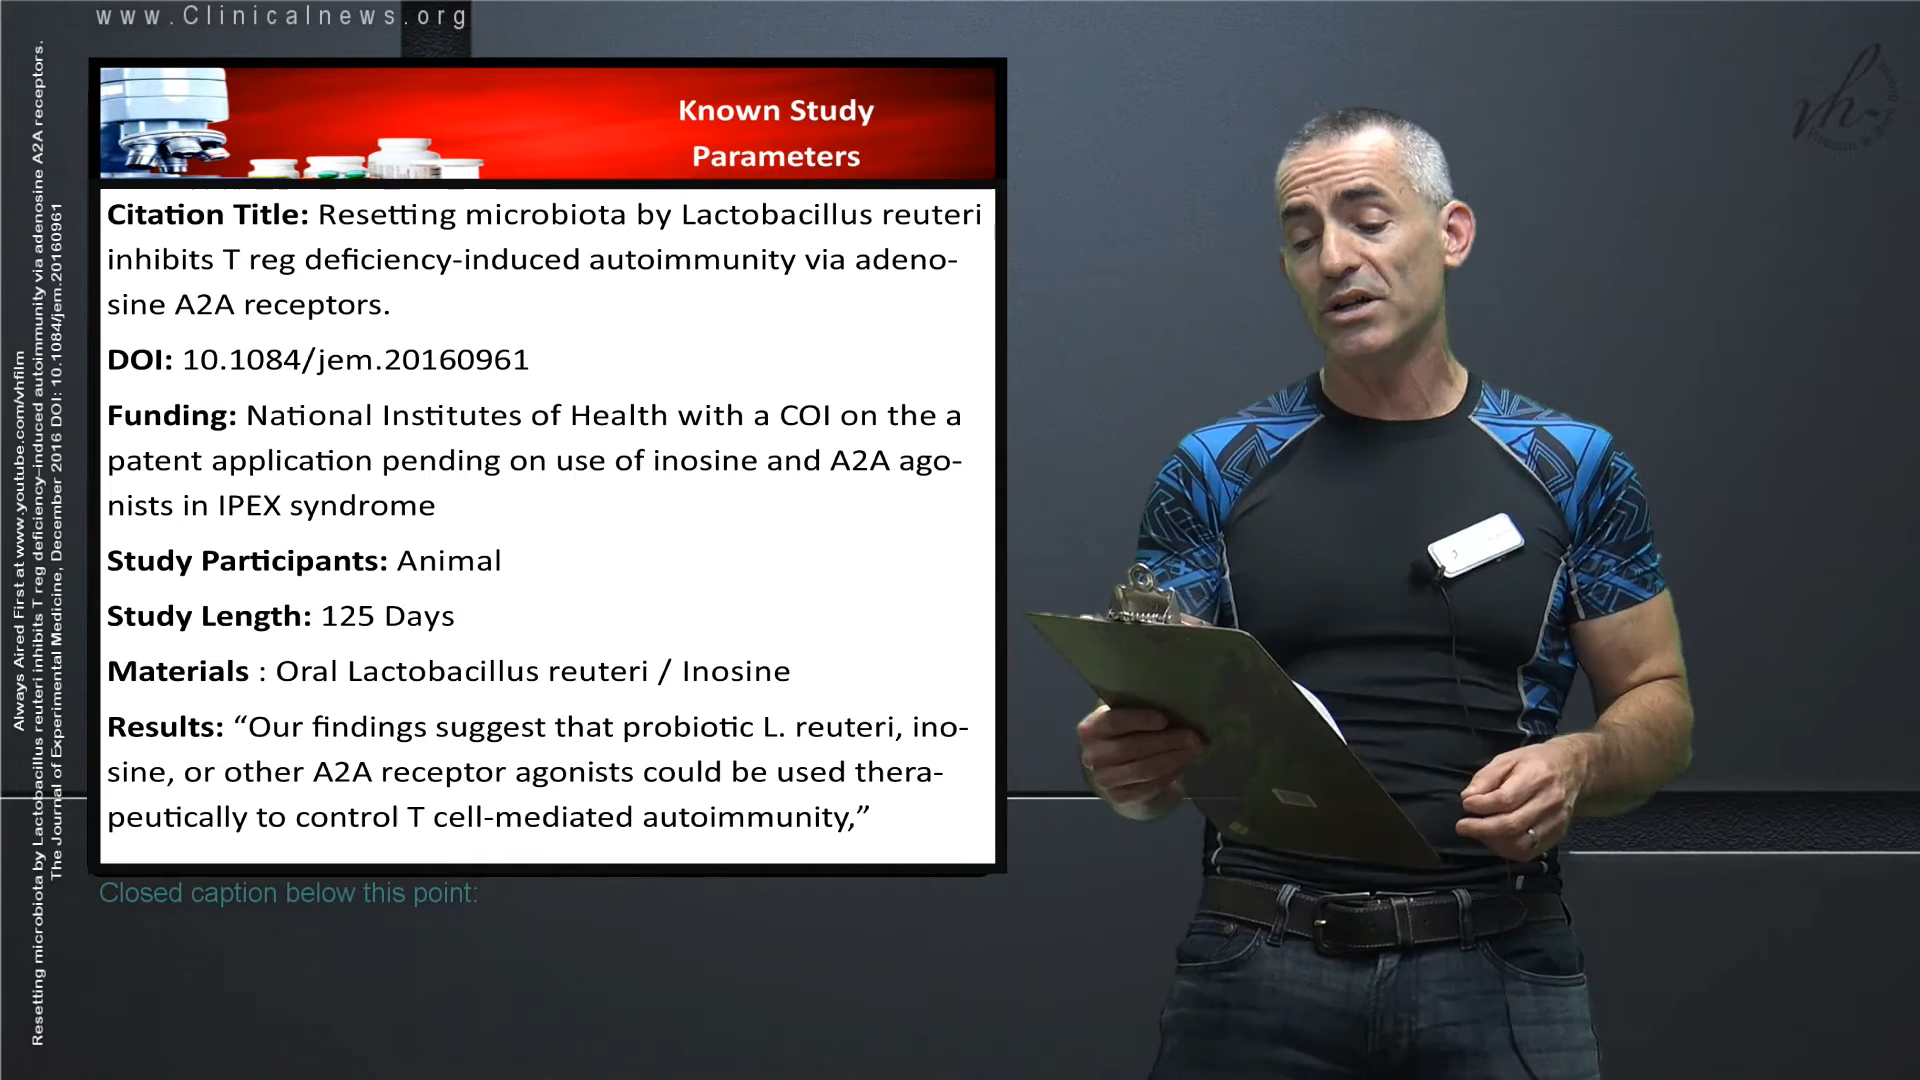 www.Clinicalnews.org
Known Study
Parameters
Citation Title: Resetting microbiota by Lactobacillus reuteri
inhibits T reg deficiency-induced autoimmunity via adeno-
sine A2A receptors.
DOI: 10.1084/jem.20160961
Funding: National Institutes of Health with a COI on the a
patent application pending on use of inosine and A2A ago-
nists in IPEX syndrome
Study Participants: Animal
Study Length: 125 Days
Materials : Oral Lactobacillus reuteri / Inosine
Results: “Our findings suggest that probiotic L. reuteri, ino-
sine, or other A2A receptor agonists could be used thera-
peutically to control T cell-mediated autoimmunity,”
Closed caption below this point:
Always Aired First at www.youtube.com/vhfilm
Resetting microbiota by Lactobacillus reuteri inhibits T reg deficiency-induced autoimmunity via adenosine A2A receptors.
The Journal of Experimental Medicine, December 2016 DOI: 10.1084/jem.20160961
vh